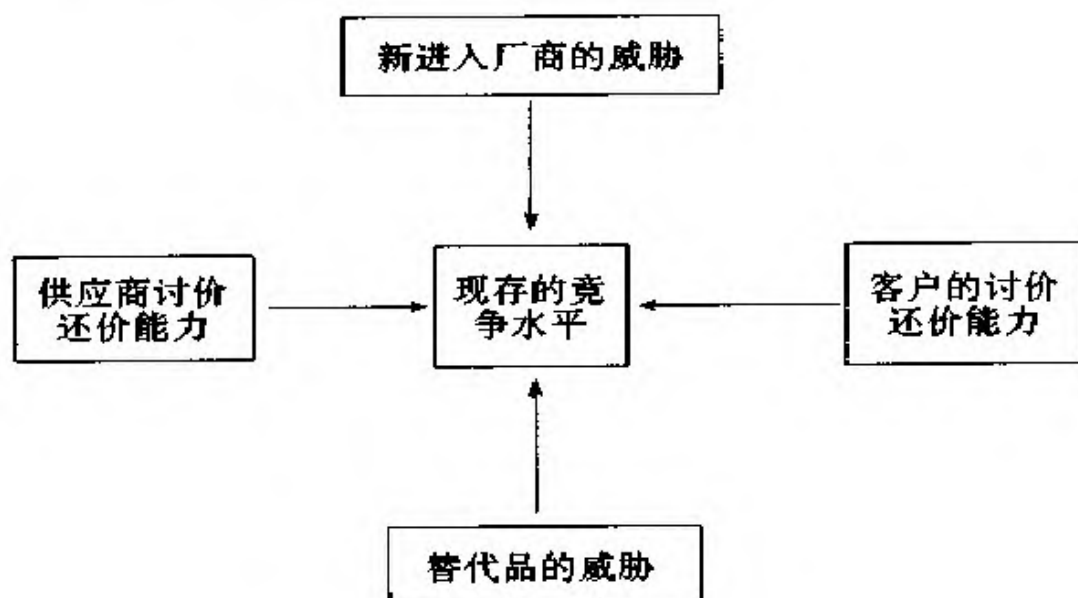 新进入厂商的威胁
供应商讨价
还价能力
现存的竞
争水平
客户的讨价
还价能力
替代品的威胁